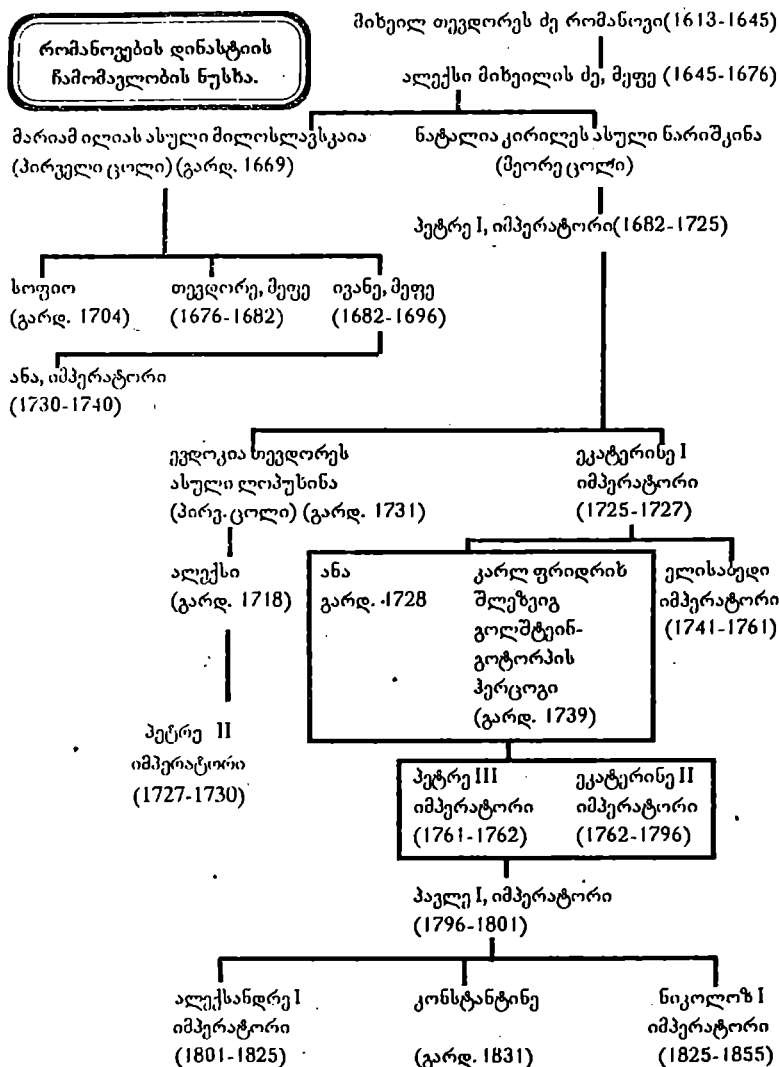 რომანოვების დინასტიის
ჩამომავლობის ნუსხა.
მიხეილ თევდორეს ძე რომანოვი(1613-1645)
ალექსი მიხეილის ძე, მეფე (1645-1676)
მარიამ ილიას ასული მილოსლავსკაია
(პირველი ცოლი) (გარდ. 1669)
ნატალია კირილეს ასული ნარიშკინა
(მეორე ცოლი)
პეტრე I, იმპერატორი(1682-1725)
სოფიო
(გარდ. 1704)
თევდორე, მეფე
(1676-1682)
ივანე, მეფე
(1682-1696)
ანა, იმპერატორი
(1730-1740)
ევდოკია თევდორეს
ასული ლოპუსინა
(პირვ. ცოლი) (გარდ. 1731)
ეკატერინე I
იმპერატორი
(1725-1727)
ალექსი
(გარდ. 1718)
ანა
გარდ. 1728
კარლ ფრიდრიხ
შლეზვიგ
გოლშტეინ-
გოტორპის
ჰერცოგი
(გარდ. 1739)
ელისაბედი
იმპერატორი
(1741-1761)
პეტრე II
იმპერატორი
(1727-1730)
პეტრე III
იმპერატორი
(1761-1762)
ეკატერინე II
იმპერატორი
(1762-1796)
პავლე I, იმპერატორი
(1796-1801)
ალექსანდრე I
იმპერატორი
(1801-1825)
კონსტანტინე
(გარდ. 1831)
ნიკოლოზ I
იმპერატორი
(1825-1855)